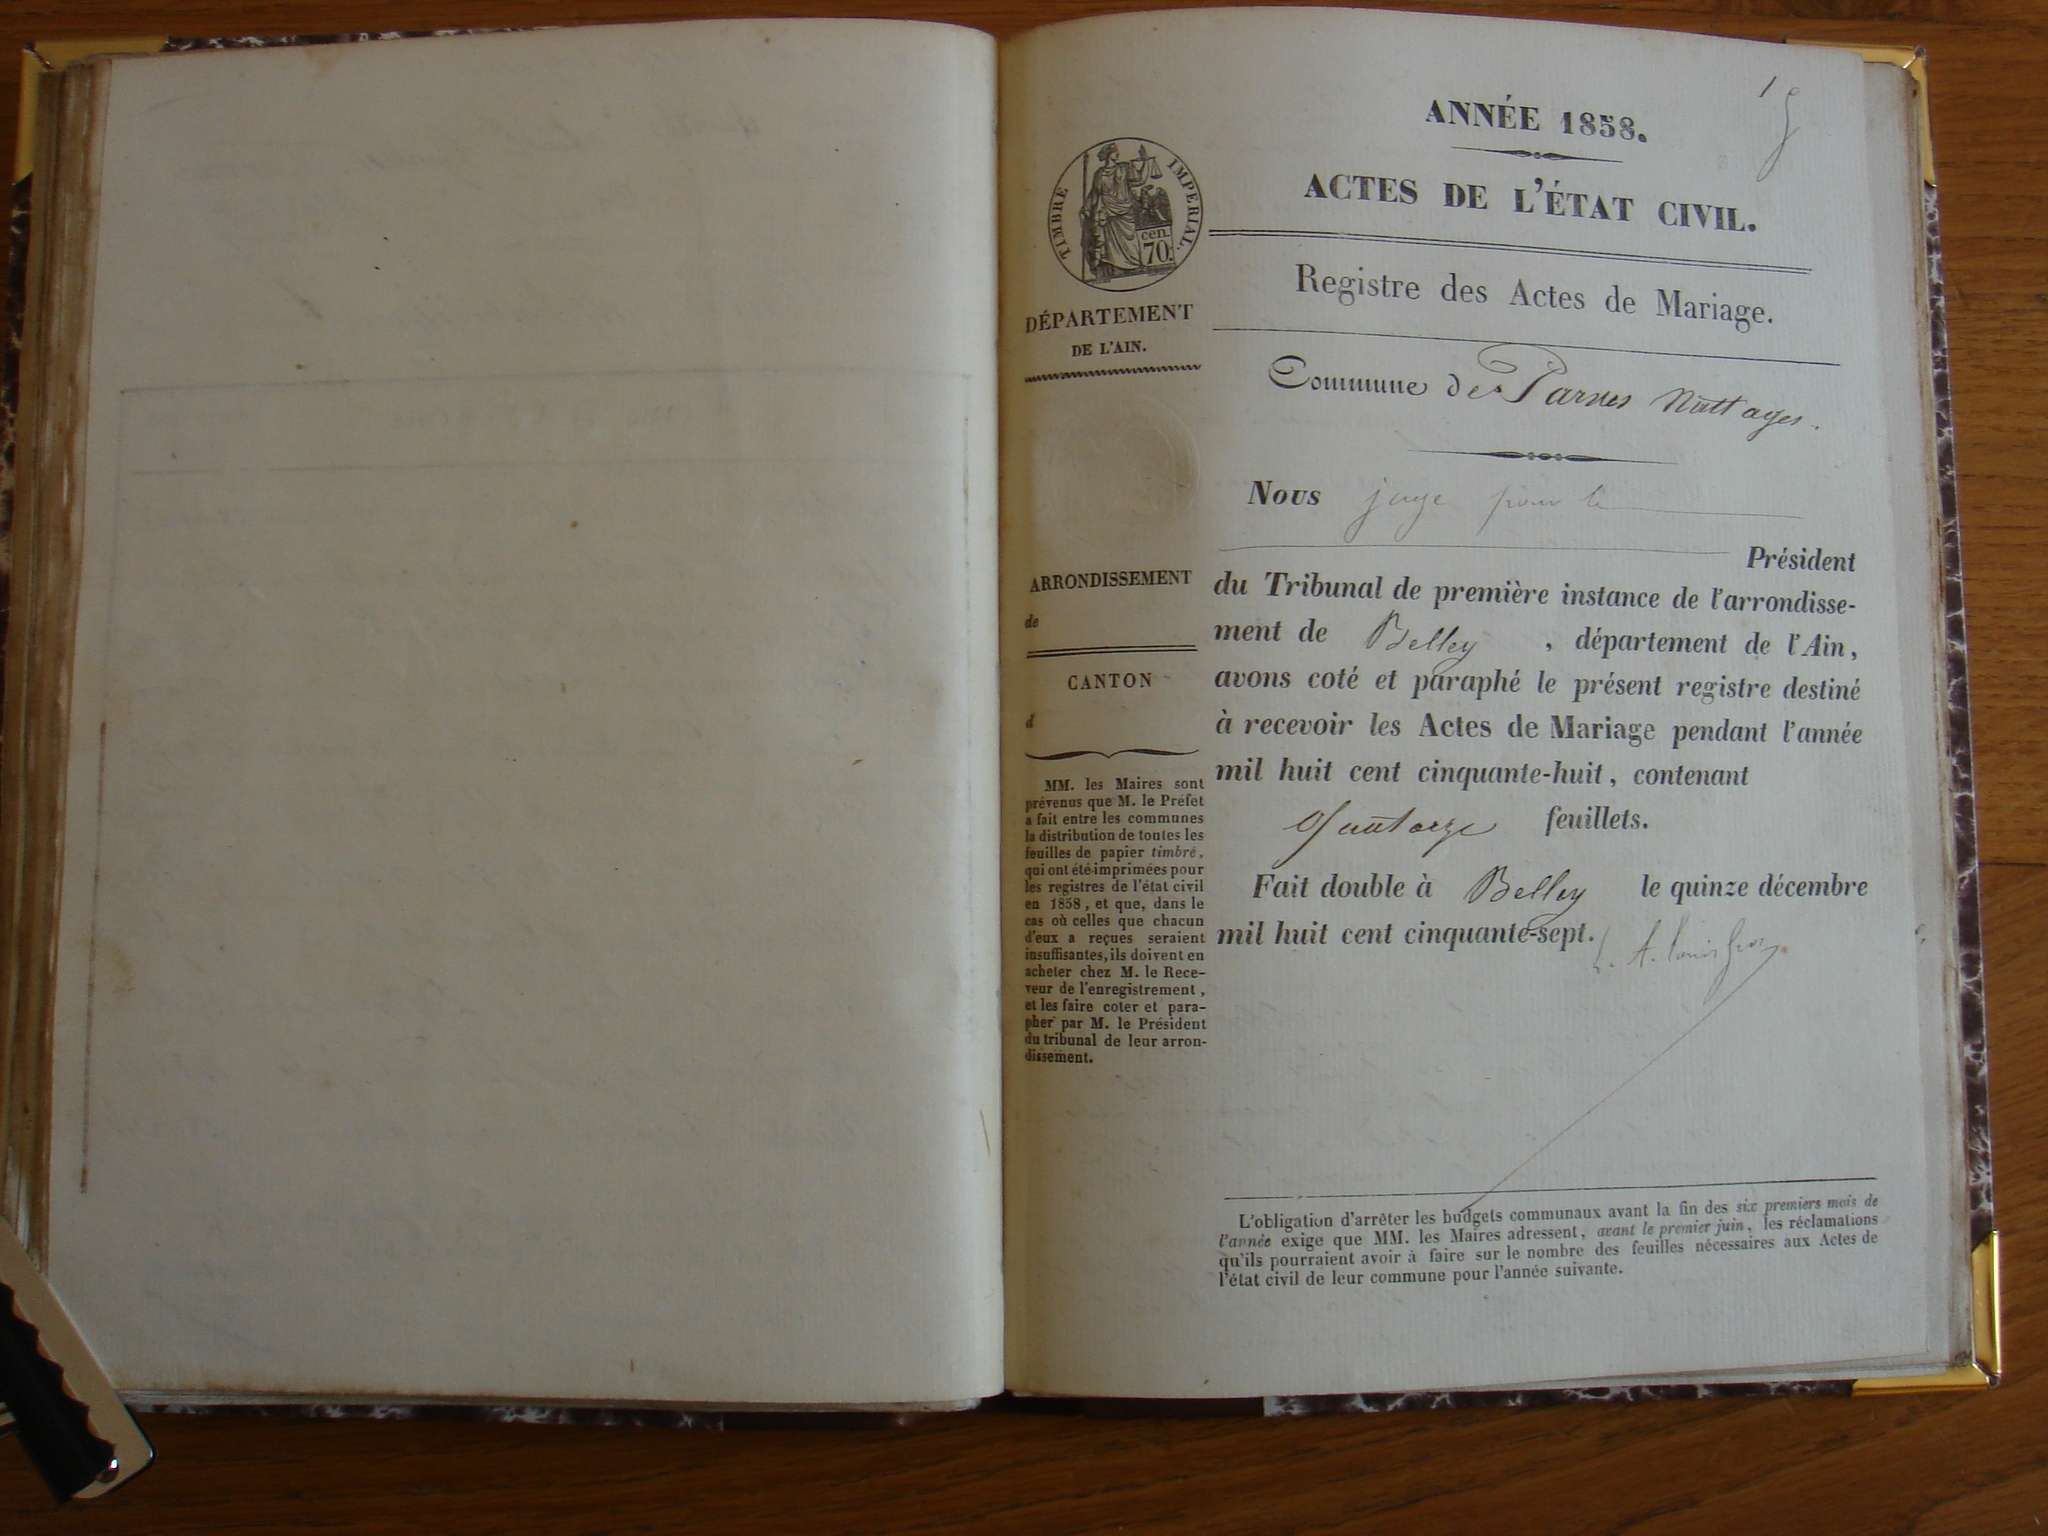 1
ANNÉE 1858.
ACTES DE L'ÉTAT CIVIL.
TIMBRE IMPERIAL.
cen.
70.
Registre des Actes de Mariage.
DÉPARTEMENT
DE L'AIN.
Commune de Parves Nattages.
Nous juge pour le
Président
du Tribunal de première instance de l'arrondisse-
ment de Belley, département de l'Ain,
avons coté et paraphé le présent registre destiné
à recevoir les Actes de Mariage pendant l'année
mil huit cent cinquante-huit, contenant
feuillets.
Fait double à Belley le quinze décembre
mil huit cent cinquante-sept.
ARRONDISSEMENT
de
CANTON
d
MM. les Maires sont
prévenus que M. le Préfet
a fait entre les communes
la distribution de toutes les
feuilles de papier timbré,
qui ont été imprimées pour
les registres de l'état civil
en 1858, et que, dans le
cas où celles que chacun
d'eux a reçues seraient
insuffisantes, ils doivent en
acheter chez M. le Rece-
veur de l'enregistrement,
et les faire coter et para-
pher par M. le Président
du tribunal de leur arron-
dissement.
L'obligation d'arrêter les budgets communaux avant la fin des six premiers mois de
l'année exige que MM. les Maires adressent, avant le premier juin, les réclamations
qu'ils pourraient avoir à faire sur le nombre des feuilles nécessaires aux Actes de
l'état civil de leur commune pour l'année suivante.